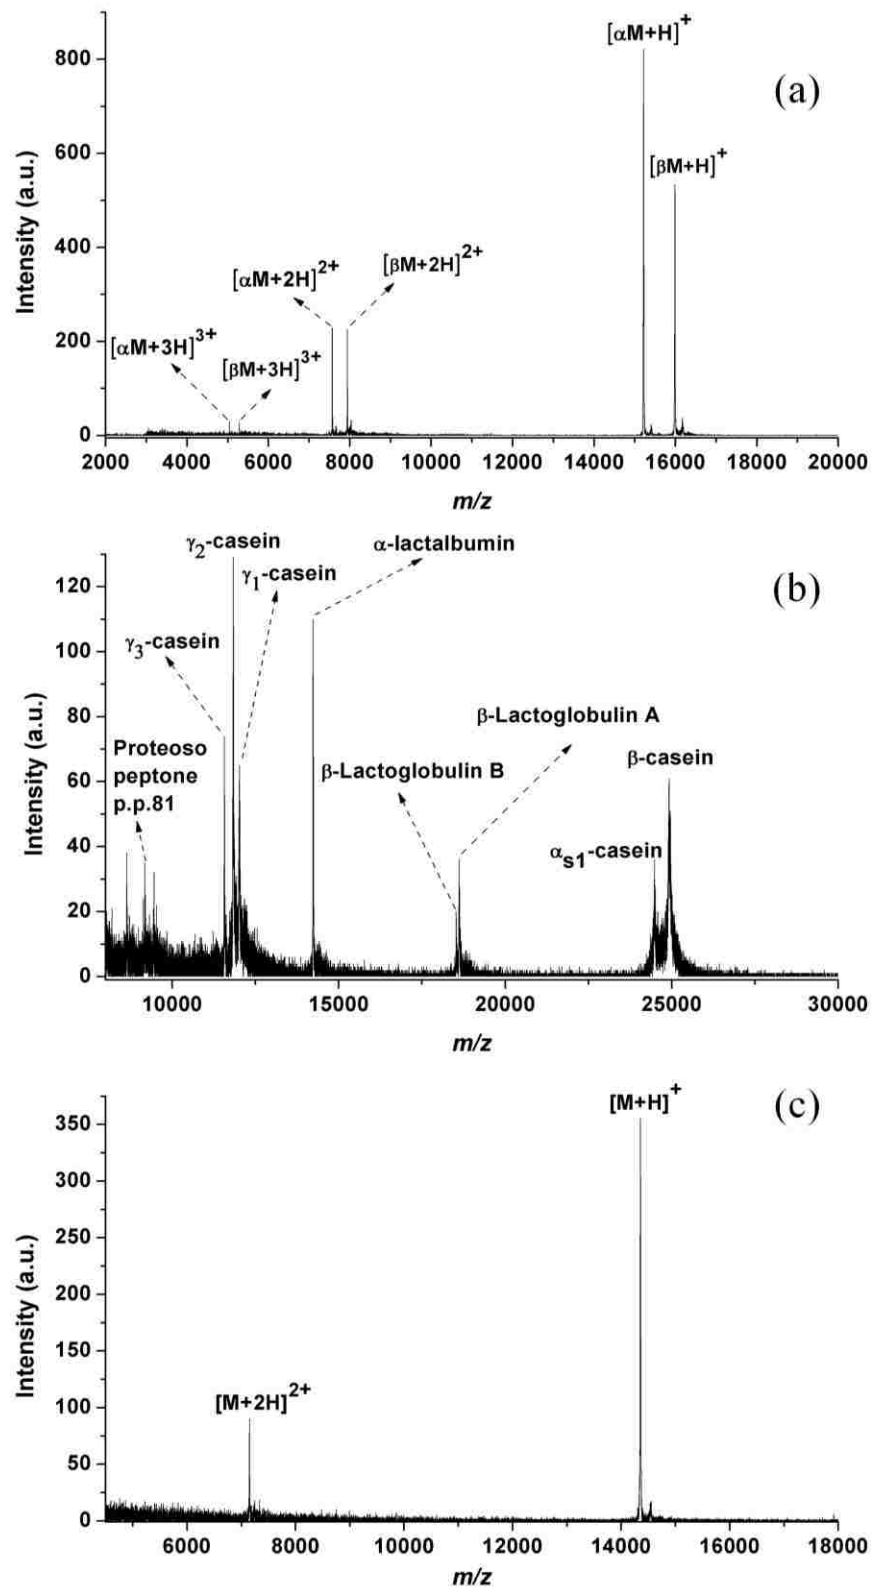 [αM+H]⁺
(a)
[βM+H]⁺
[αM+2H]²⁺
[βM+2H]²⁺
[αM+3H]³⁺
[βM+3H]³⁺
Intensity (a.u.)
800
600
400
200
0
2000 4000 6000 8000 10000 12000 14000 16000 18000 20000
m/z
γ₂-casein
α-lactalbumin
γ₁-casein
(b)
γ₃-casein
β-Lactoglobulin A
Proteoso
peptone
p.p.81
β-Lactoglobulin B
β-casein
αs1-casein
Intensity (a.u.)
120
100
80
60
40
20
0
10000 15000 20000 25000 30000
m/z
[M+H]⁺
(c)
[M+2H]²⁺
Intensity (a.u.)
350
300
250
200
150
100
50
0
6000 8000 10000 12000 14000 16000 18000
m/z